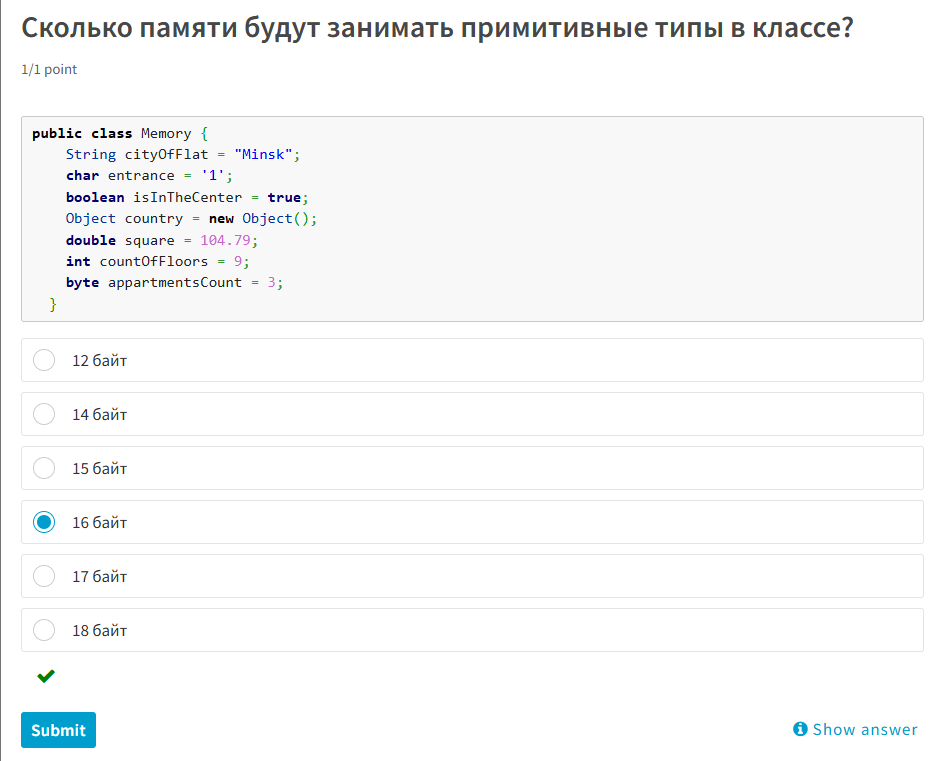 Сколько памяти будут занимать примитивные типы в классе?
1/1 point
public class Memory {
String cityOfFlat = "Minsk";
char entrance = '1';
boolean isInTheCenter = true;
Object country = new Object();
double square = 104.79;
int countOfFloors = 9;
byte appartmentsCount = 3;
}
12 байт
14 байт
15 байт
16 байт
17 байт
18 байт
Submit
Show answer